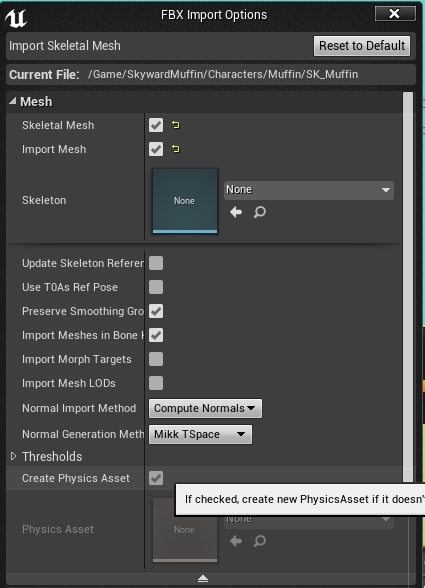 FBX Import Options
Import Skeletal Mesh
Reset to Default
Current File: /Game/SkywardMuffin/Characters/Muffin/SK_Muffin
Mesh
Skeletal Mesh
Import Mesh
Skeleton
None
None
Update Skeleton Referen
Use T0As Ref Pose
Preserve Smoothing Gro
Import Meshes in Bone H
Import Morph Targets
Import Mesh LODs
Normal Import Method
Compute Normals
Normal Generation Meth
Mikk TSpace
Thresholds
Create Physics Asset
If checked, create new PhysicsAsset if it doesn'
Physics Asset
None
None